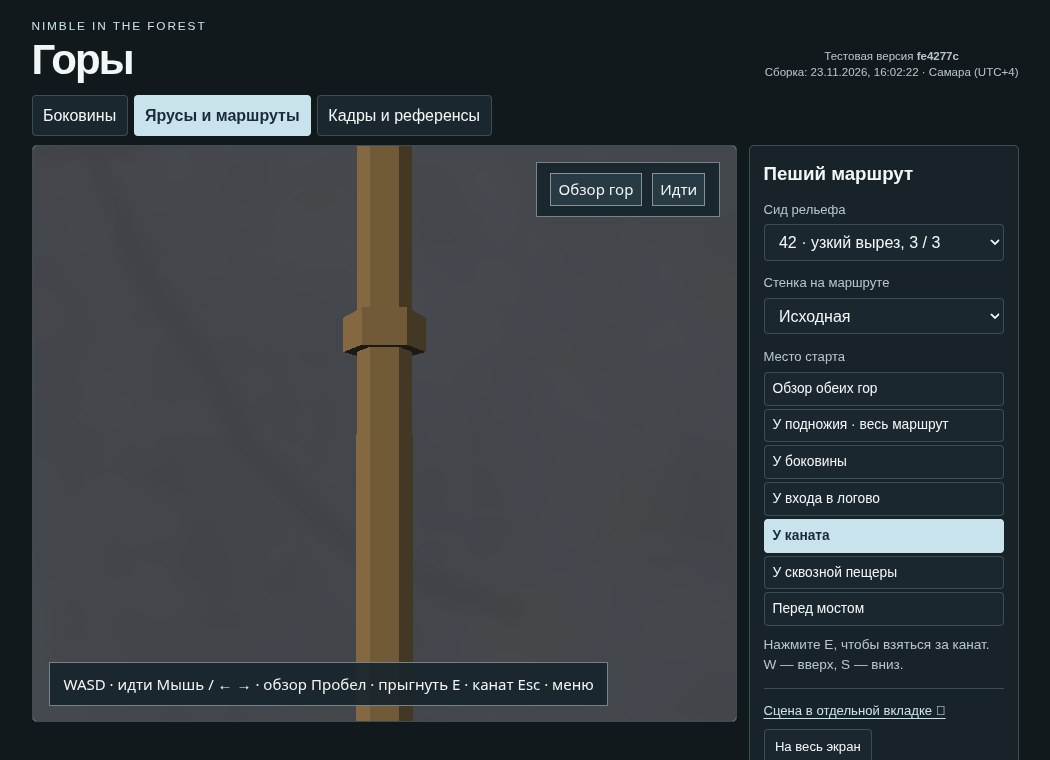 NIMBLE IN THE FOREST
Горы
Тестовая версия fe4277c
Сборка: 23.11.2026, 16:02:22 · Самара (UTC+4)
Боковины
Ярусы и маршруты
Кадры и референсы
Обзор гор
Идти
WASD · идти Мышь / ← → · обзор Пробел · прыгнуть E · канат Esc · меню
Пеший маршрут
Сид рельефа
42 · узкий вырез, 3 / 3
Стенка на маршруте
Исходная
Место старта
Обзор обеих гор
У подножия · весь маршрут
У боковины
У входа в логово
У каната
У сквозной пещеры
Перед мостом
Нажмите E, чтобы взяться за канат.
W — вверх, S — вниз.
Сцена в отдельной вкладке
На весь экран